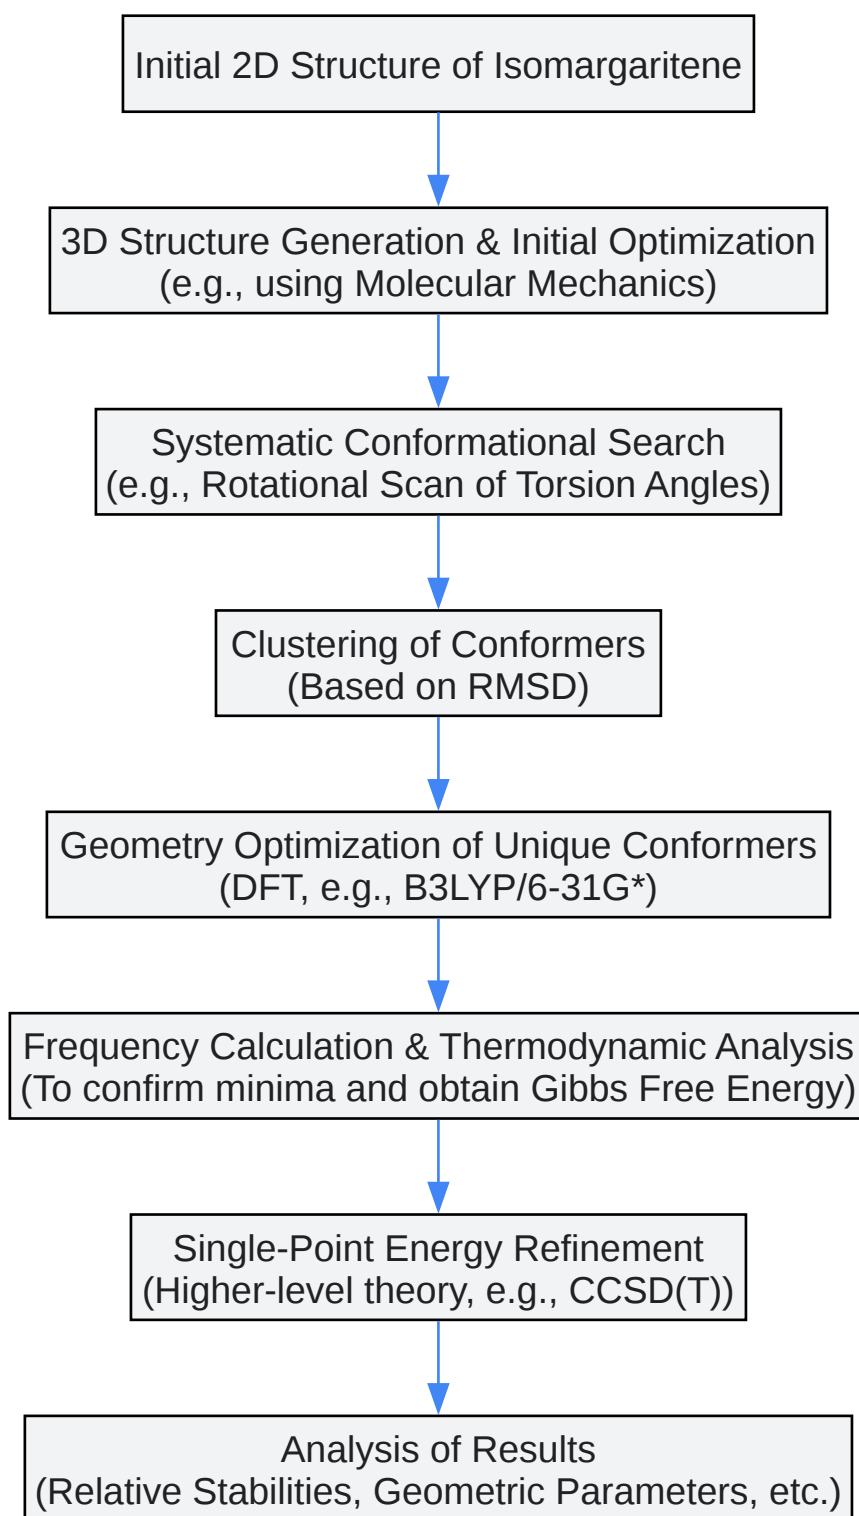 Initial 2D Structure of Isomargaritene
3D Structure Generation & Initial Optimization
(e.g., using Molecular Mechanics)
Systematic Conformational Search
(e.g., Rotational Scan of Torsion Angles)
Clustering of Conformers
(Based on RMSD)
Geometry Optimization of Unique Conformers
(DFT, e.g., B3LYP/6-31G*)
Frequency Calculation & Thermodynamic Analysis
(To confirm minima and obtain Gibbs Free Energy)
Single-Point Energy Refinement
(Higher-level theory, e.g., CCSD(T))
Analysis of Results
(Relative Stabilities, Geometric Parameters, etc.)